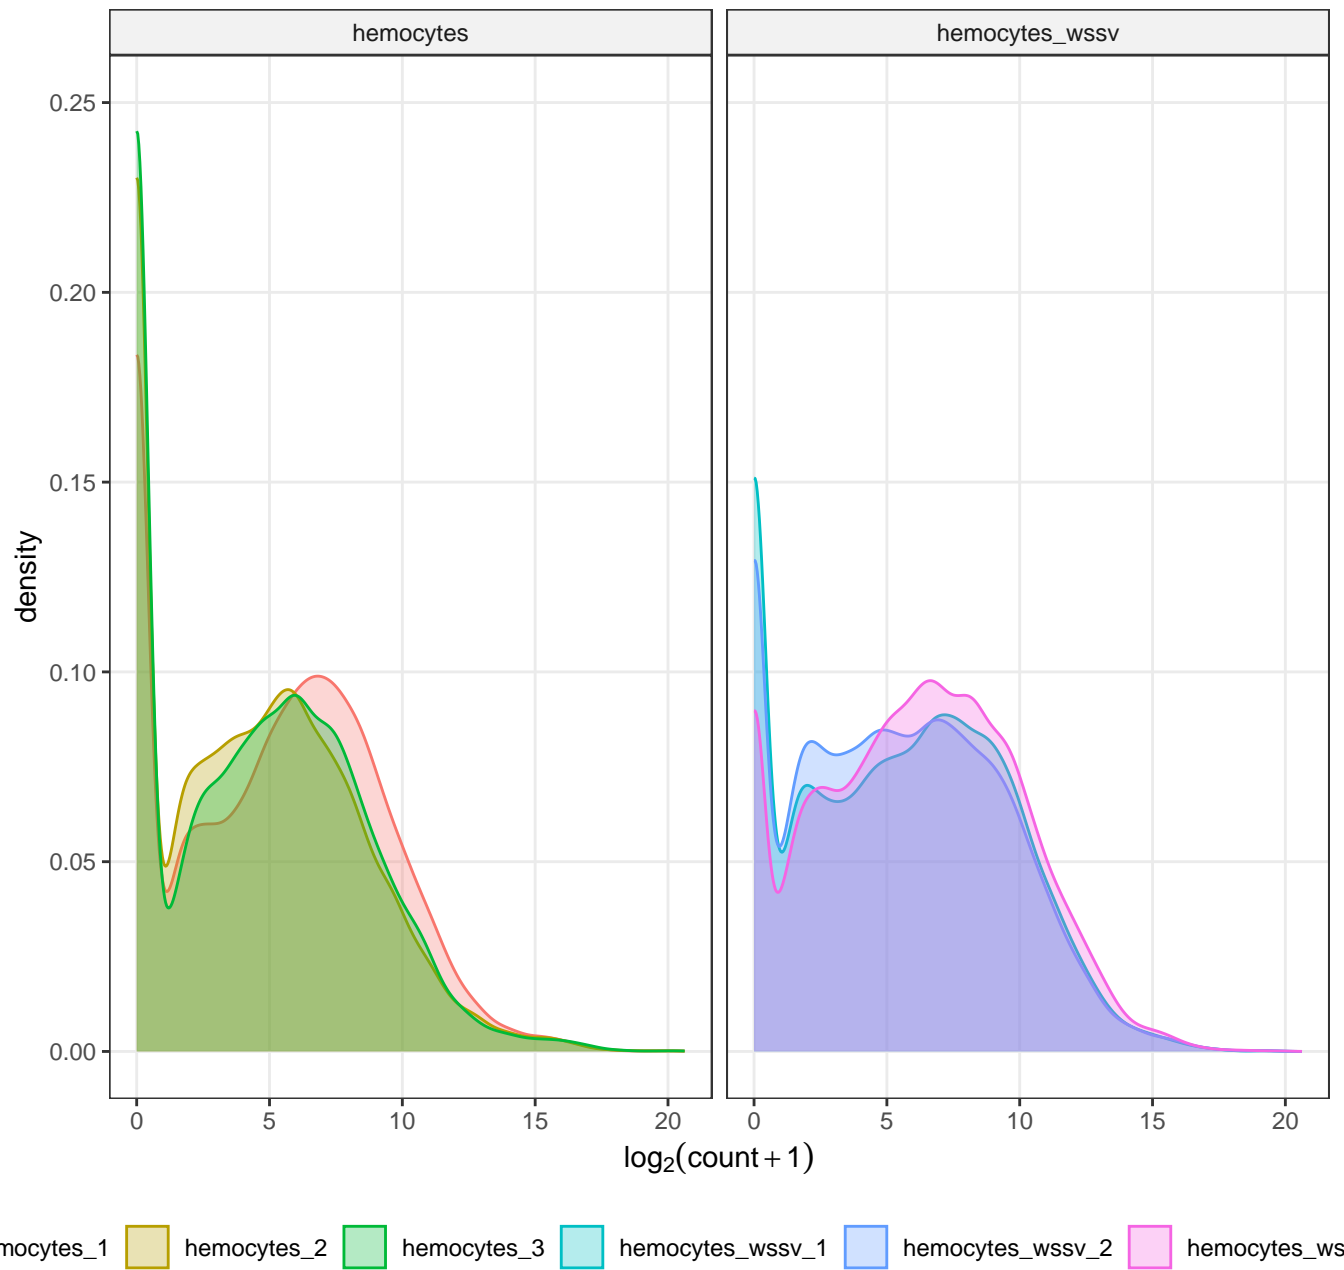 hemocytes hemocytes_wssv
0.25
0.20
0.15
0.10
0.05
0.00
density
0 5 10 15 20 0 5 10 15 20
log₂(count + 1)
mocytes_1 hemocytes_2 hemocytes_3 hemocytes_wssv_1 hemocytes_wssv_2 hemocytes_ws